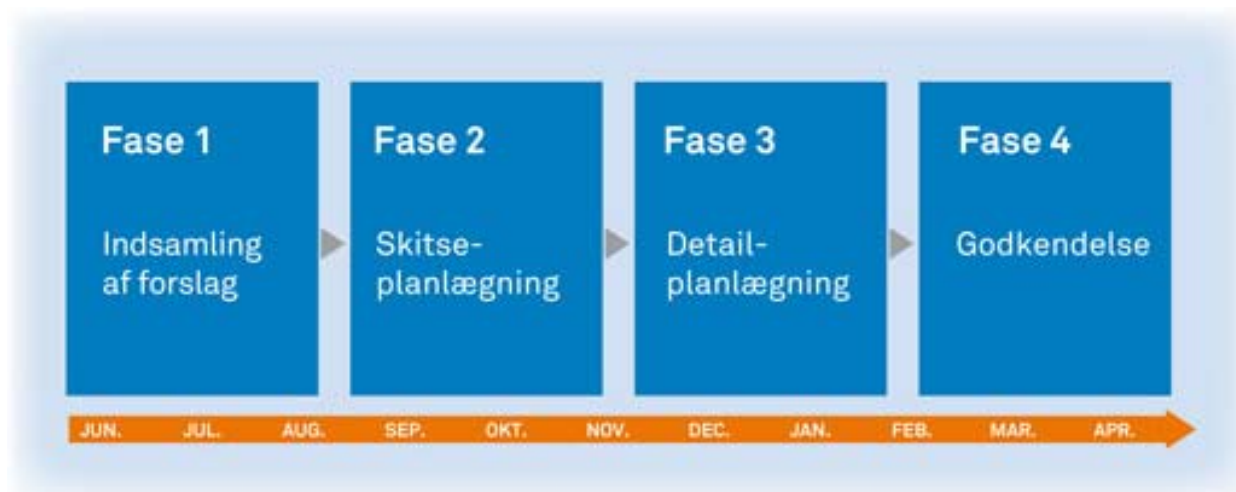 Fase 1
Indsamling
af forslag
Fase 2
Skitse-
planlægning
Fase 3
Detail-
planlægning
Fase 4
Godkendelse
JUN. JUL. AUG. SEP. OKT. NOV. DEC. JAN. FEB. MAR. APR.